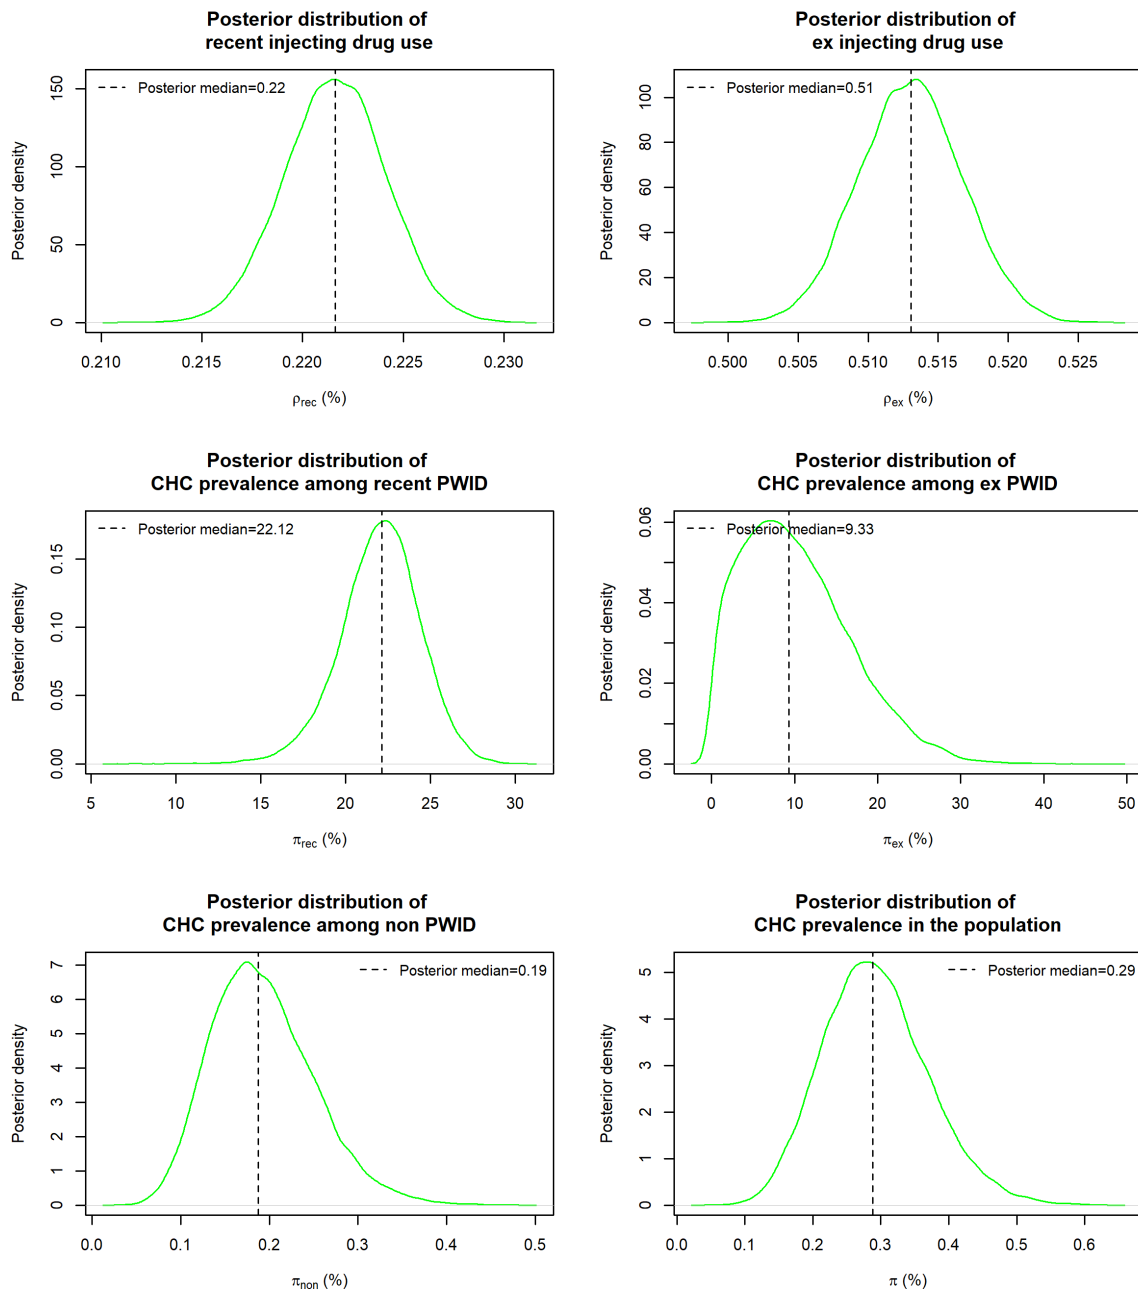 Posterior distribution of
recent injecting drug use
Posterior median=0.22
Posterior density
0
50
100
150
0.210
0.215
0.220
0.225
0.230
ρrec (%)
Posterior distribution of
ex injecting drug use
Posterior median=0.51
Posterior density
0
20
40
60
80
100
0.500
0.505
0.510
0.515
0.520
0.525
ρex (%)
Posterior distribution of
CHC prevalence among recent PWID
Posterior median=22.12
Posterior density
0.00
0.05
0.10
0.15
5
10
15
20
25
30
πrec (%)
Posterior distribution of
CHC prevalence among ex PWID
Posterior median=9.33
Posterior density
0.00
0.02
0.04
0.06
0
10
20
30
40
50
πex (%)
Posterior distribution of
CHC prevalence among non PWID
Posterior median=0.19
Posterior density
0
1
2
3
4
5
6
7
0.0
0.1
0.2
0.3
0.4
0.5
πnon (%)
Posterior distribution of
CHC prevalence in the population
Posterior median=0.29
Posterior density
0
1
2
3
4
5
0.0
0.1
0.2
0.3
0.4
0.5
0.6
π (%)